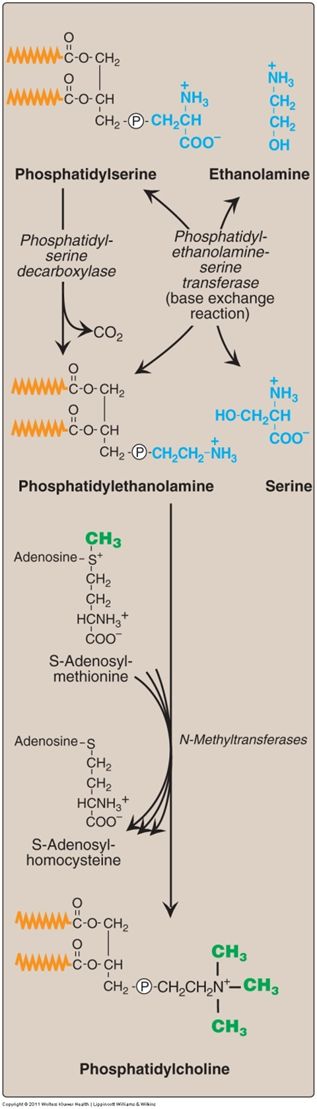 O
C-O-CH2
O
C-O-CH
CH2-P-CH2CH
+
NH3
COO−
+
NH3
CH2
CH2
OH
Phosphatidylserine
Ethanolamine
Phosphatidyl-
serine
decarboxylase
CO2
Phosphatidyl-
ethanolamine-
serine
transferase
(base exchange
reaction)
O
C-O-CH2
O
C-O-CH
CH2-P-CH2CH2-NH3
+
+
NH3
HO-CH2CH
COO−
Phosphatidylethanolamine
Serine
CH3
Adenosine-S+
CH2
CH2
HCNH3+
COO−
S-Adenosyl-
methionine
N-Methyltransferases
Adenosine-S
CH2
CH2
HCNH3+
COO−
S-Adenosyl-
homocysteine
O
C-O-CH2
O
C-O-CH
CH2-P-CH2CH2N+-CH3
CH3
CH3
Phosphatidylcholine
Copyright © 2011 Wolters Kluwer Health | Lippincott Williams & Wilkins